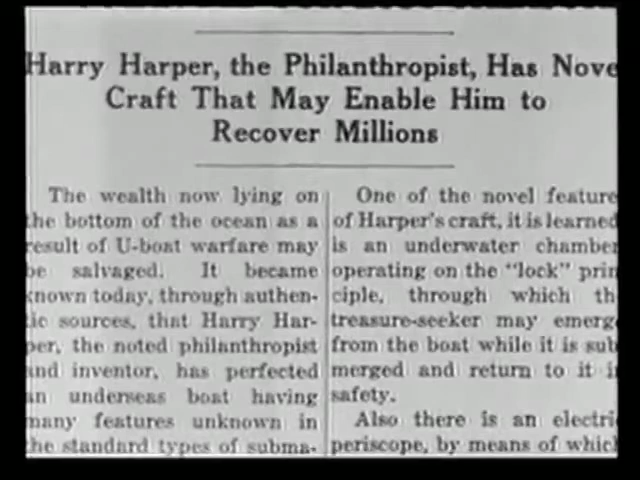 Harry Harper, the Philanthropist, Has Nove
Craft That May Enable Him to
Recover Millions
The wealth now lying on
the bottom of the ocean as a
result of U-boat warfare may
be salvaged. It became
known today, through authen-
tic sources, that Harry Har-
per, the noted philanthropist
and inventor, has perfected
an underseas boat having
many features unknown in
the standard types of subma-
One of the novel feature
of Harper's craft, it is learned
is an underwater chamber
operating on the "lock" prin
ciple, through which th
treasure-seeker may emerg
from the boat while it is sub
merged and return to it i
safety.
Also there is an electri
periscope, by means of whic